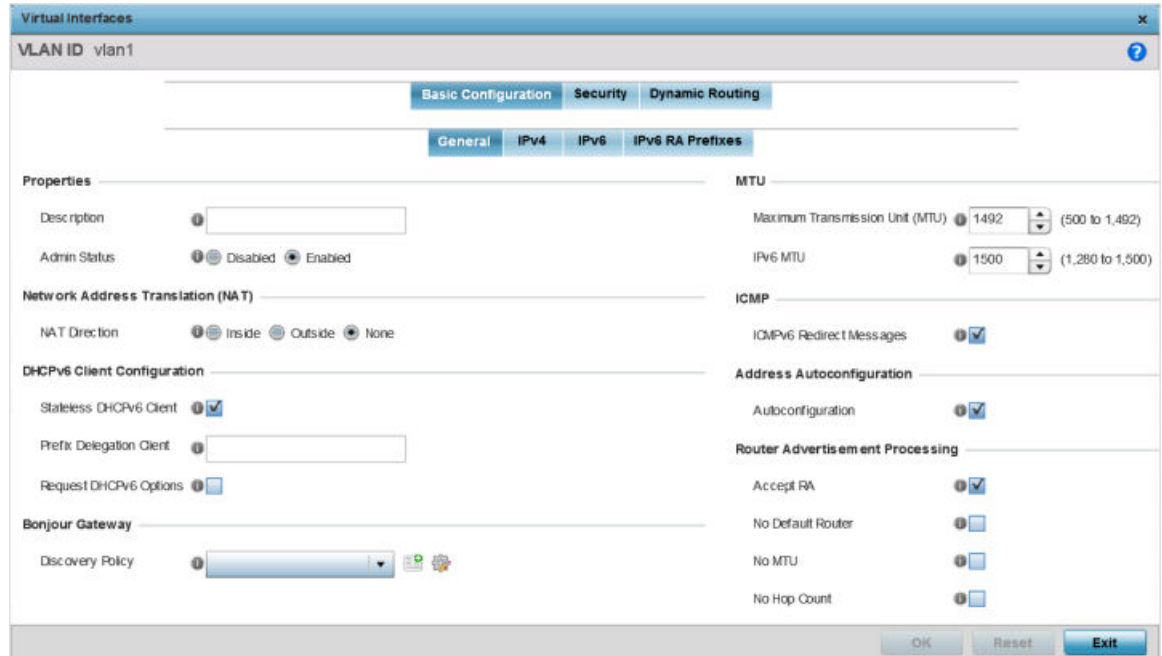 Virtual Interfaces
VLAN ID vlan1
Basic Configuration Security Dynamic Routing
General IPv4 IPv6 IPv6 RA Prefixes
Properties
Description
Admin Status Disabled Enabled
Network Address Translation (NAT)
NAT Direction Inside Outside None
DHCPv6 Client Configuration
Stateless DHCPv6 Client
Prefix Delegation Client
Request DHCPv6 Options
Bonjour Gateway
Discovery Policy
MTU
Maximum Transmission Unit (MTU) 1492 (500 to 1,492)
IPv6 MTU 1500 (1,280 to 1,500)
ICMP
ICMPv6 Redirect Messages
Address Autoconfiguration
Autoconfiguration
Router Advertisement Processing
Accept RA
No Default Router
No MTU
No Hop Count
OK Reset Exit